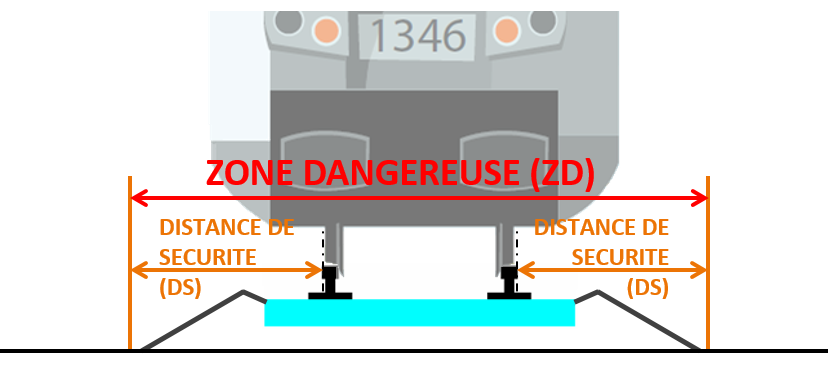 1346
ZONE DANGEREUSE (ZD)
DISTANCE DE
SECURITE
(DS)
DISTANCE DE
SECURITE
(DS)